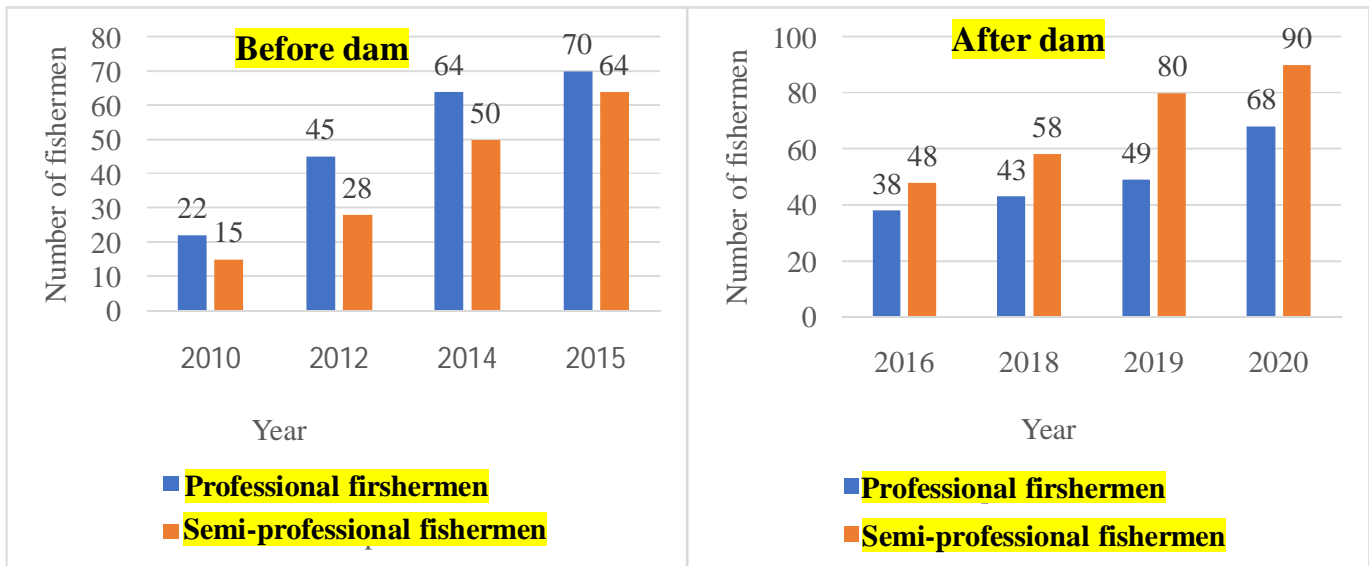 Before dam
Number of fishermen
80
70
60
50
40
30
20
10
0
22
15
45
28
64
50
70
64
2010 2012 2014 2015
Year
Professional firshermen
Semi-professional fishermen
After dam
Number of fishermen
100
80
60
40
20
0
38
48
43
58
49
80
68
90
2016 2018 2019 2020
Year
Professional firshermen
Semi-professional fishermen